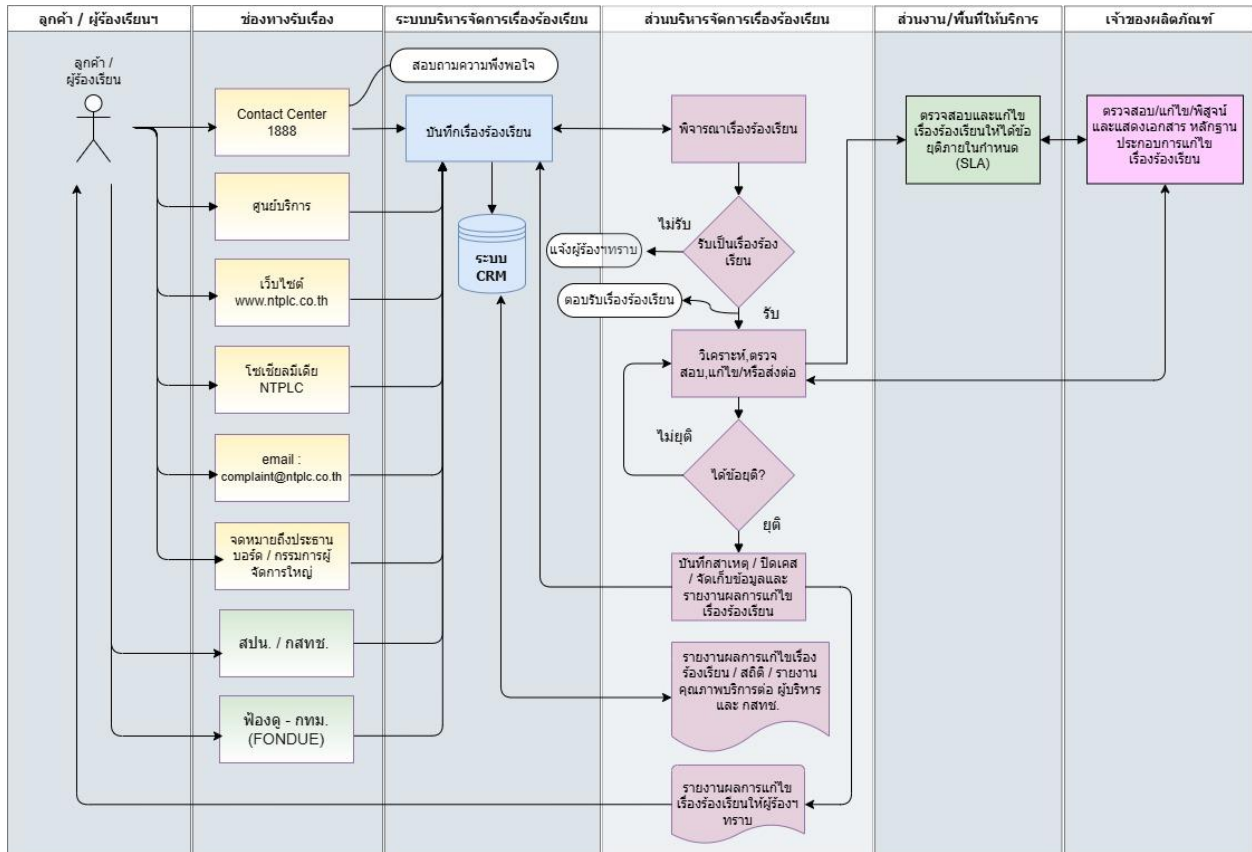 ลูกค้า / ผู้ร้องเรียนฯ
ช่องทางรับเรื่อง
ระบบบริหารจัดการเรื่องร้องเรียน
ส่วนบริหารจัดการเรื่องร้องเรียน
ส่วนงาน/พื้นที่ให้บริการ
เจ้าของผลิตภัณฑ์
ลูกค้า /
ผู้ร้องเรียน
สอบถามความพึงพอใจ
Contact Center
1888
บันทึกเรื่องร้องเรียน
พิจารณาเรื่องร้องเรียน
ตรวจสอบและแก้ไข
เรื่องร้องเรียนให้ได้ข้อ
ยุติภายในกำหนด
(SLA)
ตรวจสอบ/แก้ไข/พิสูจน์
และแสดงเอกสาร หลักฐาน
ประกอบการแก้ไข
เรื่องร้องเรียน
ศูนย์บริการ
ไม่รับ
แจ้งผู้ร้องฯทราบ
รับเป็นเรื่องร้อง
เรียน
ระบบ
CRM
เว็บไซต์
www.ntplc.co.th
ตอบรับเรื่องร้องเรียน
รับ
โซเชียลมีเดีย
NTPLC
วิเคราะห์,ตรวจ
สอบ,แก้ไข/หรือส่งต่อ
ไม่ยุติ
email :
complaint@ntplc.co.th
ได้ข้อยุติ?
ยุติ
จดหมายถึงประธาน
บอร์ด / กรรมการผู้
จัดการใหญ่
บันทึกสาเหตุ / ปิดเคส
/ จัดเก็บข้อมูลและ
รายงานผลการแก้ไข
เรื่องร้องเรียน
สปน. / กสทช.
รายงานผลการแก้ไขเรื่อง
ร้องเรียน / สถิติ / รายงาน
คุณภาพบริการต่อ ผู้บริหาร
และ กสทช.
ฟ้องดู - กทม.
(FONDUE)
รายงานผลการแก้ไข
เรื่องร้องเรียนให้ผู้ร้องฯ
ทราบ